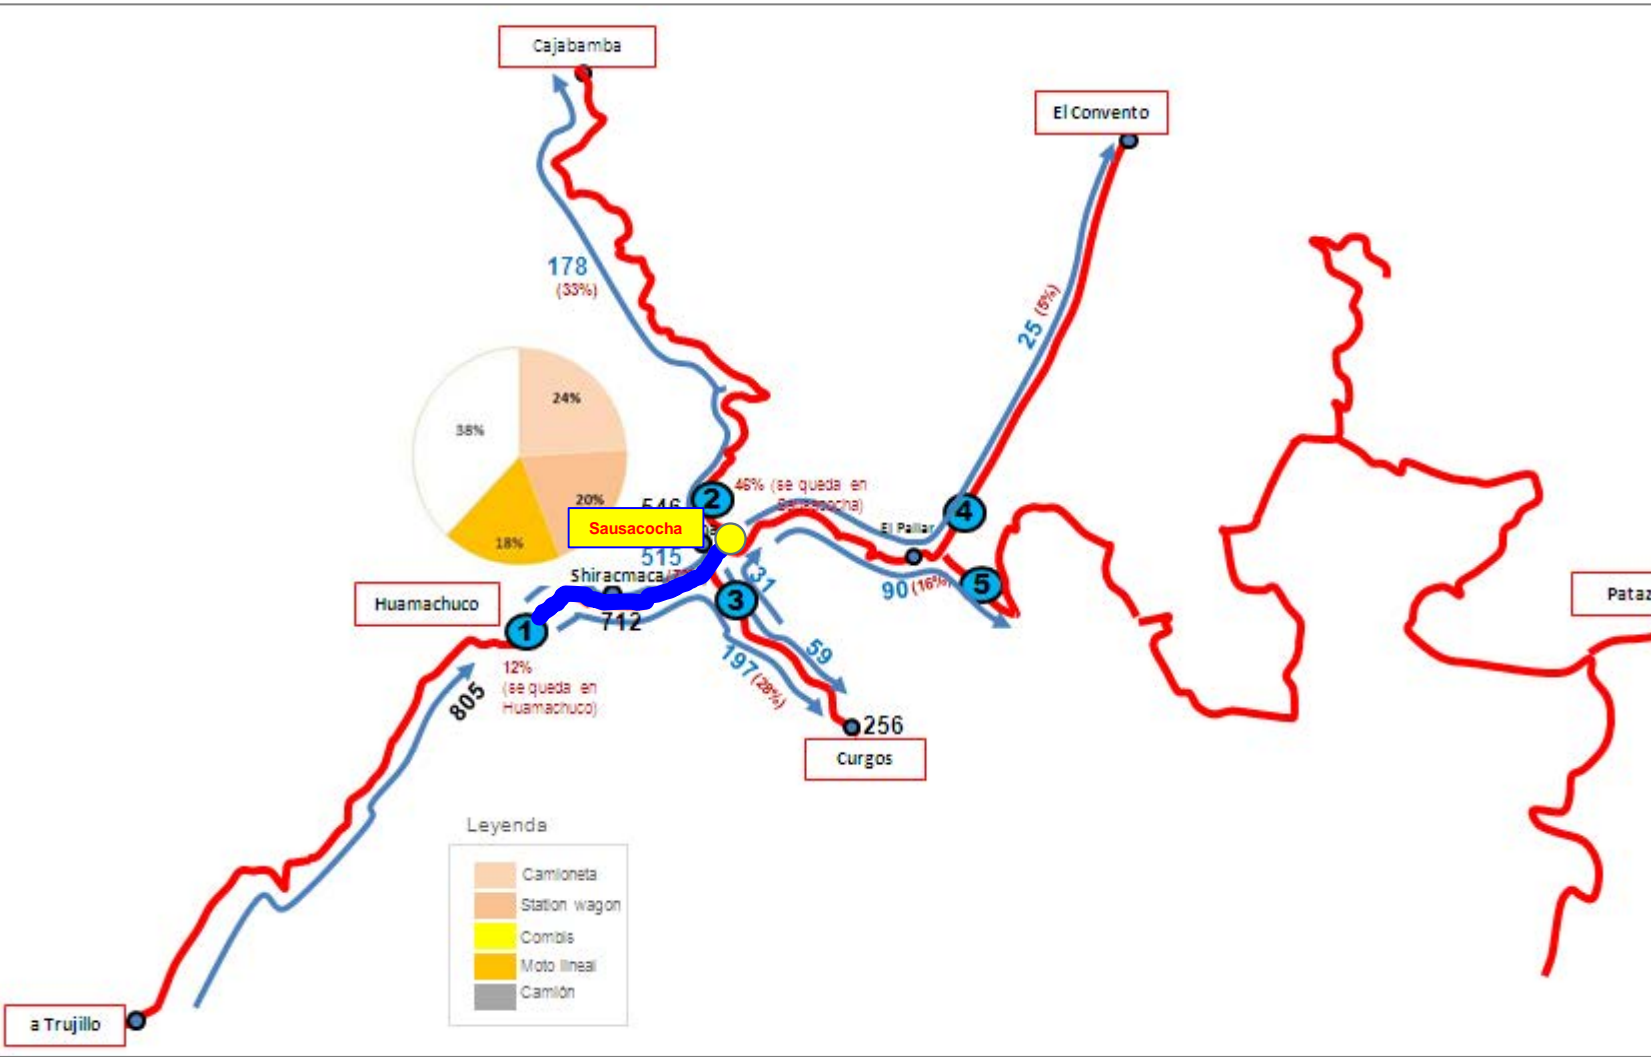 Cajabamba
El Convento
178
(33%)
25 (5%)
24%
38%
20%
18%
546
2
46% (se queda en
Sausacocha)
Sausacocha
515
4
El Pallar
Shiracmaca
31
5
90 (16%)
Pataz
Huamachuco
1
712
3
12%
(se queda en
Huamachuco)
805
59
197 (28%)
256
Curgos
Leyenda
Camioneta
Station wagon
Combis
Moto lineal
Camión
a Trujillo